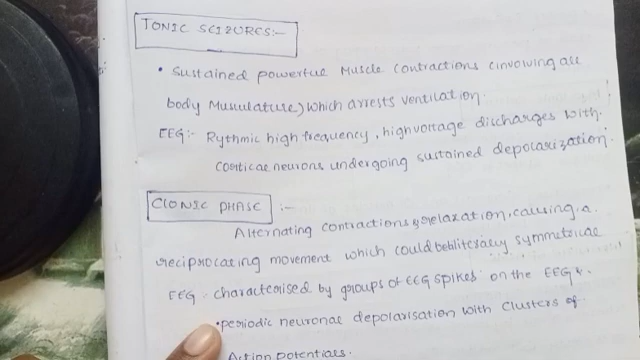 TONIC SEIZURES:-
• Sustained powerful Muscle contractions (involving all
body Musulature) which arrests ventilation.
EEG:- Rythmic high frequency, high voltage discharges with
cortical neurons undergoing sustained depolarization.
CLONIC PHASE :-
Alternating contractions & relaxation, causing a
reciprocating movement which could be bliterally symmetrical
EEG: characterised by groups of EEG spikes on the EEG &
• periodic neuronal depolarisation with clusters of
Action potentials.